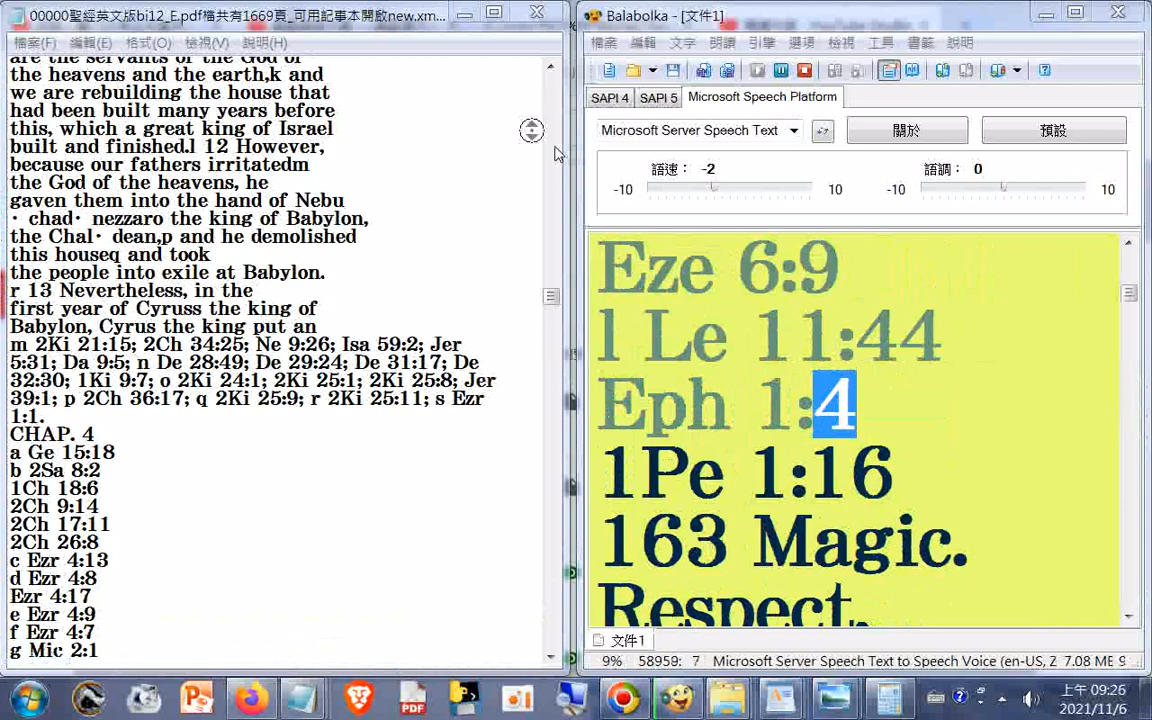 00000聖經英文版bi12_E.pdf檔共有1669頁_可用記事本開啟new.xm...
檔案(F) 編輯(E) 格式(O) 檢視(V) 說明(H)
are the servants of the God of
the heavens and the earth,k and
we are rebuilding the house that
had been built many years before
this, which a great king of Israel
built and finished.l 12 However,
because our fathers irritatedm
the God of the heavens, he
gaven them into the hand of Nebu
· chad· nezzaro the king of Babylon,
the Chal· dean,p and he demolished
this houseq and took
the people into exile at Babylon.
r 13 Nevertheless, in the
first year of Cyruss the king of
Babylon, Cyrus the king put an
m 2Ki 21:15; 2Ch 34:25; Ne 9:26; Isa 59:2; Jer
5:31; Da 9:5; n De 28:49; De 29:24; De 31:17; De
32:30; 1Ki 9:7; o 2Ki 24:1; 2Ki 25:1; 2Ki 25:8; Jer
39:1; p 2Ch 36:17; q 2Ki 25:9; r 2Ki 25:11; s Ezr
1:1.
CHAP. 4
a Ge 15:18
b 2Sa 8:2
1Ch 18:6
2Ch 9:14
2Ch 17:11
2Ch 26:8
c Ezr 4:13
d Ezr 4:8
Ezr 4:17
e Ezr 4:9
f Ezr 4:7
g Mic 2:1
Balabolka - [文件1]
檔案 編輯 文字 朗讀 引擎 選項 檢視 工具 書籤 說明
SAPI 4 SAPI 5 Microsoft Speech Platform
Microsoft Server Speech Text 關於 預設
語速： -2 語調： 0
-10 10 -10 10
Eze 6:9
l Le 11:44
Eph 1:4
1Pe 1:16
163 Magic.
Respect,
文件1
9% 58959: 7 Microsoft Server Speech Text to Speech Voice (en-US, Z 7.08 ME 9
PDF
上午 09:26
2021/11/6